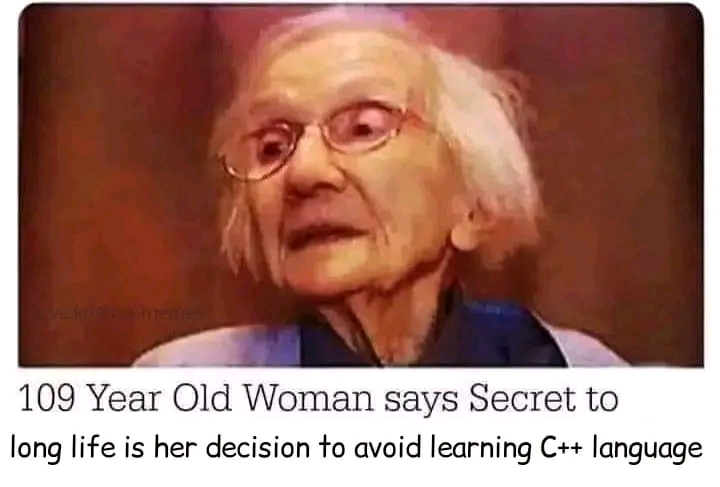 109 Year Old Woman says Secret to
long life is her decision to avoid learning C++ language